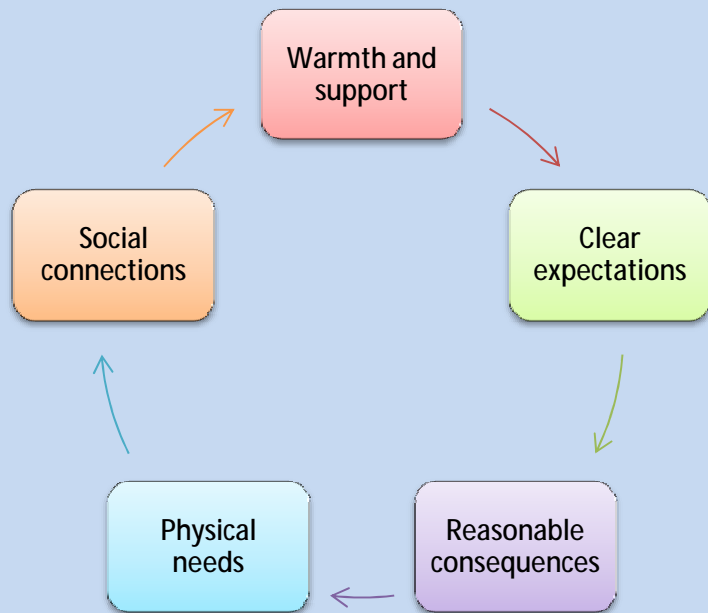 Warmth and
support
Clear
expectations
Reasonable
consequences
Physical
needs
Social
connections